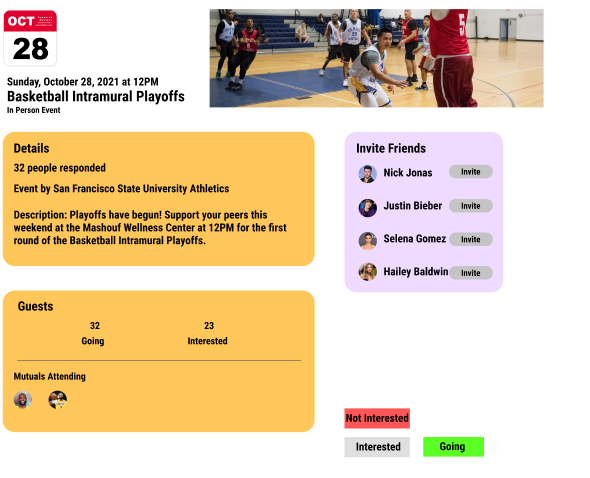 OCT
28
Sunday, October 28, 2021 at 12PM
Basketball Intramural Playoffs
In Person Event
Details
32 people responded
Event by San Francisco State University Athletics
Description: Playoffs have begun! Support your peers this
weekend at the Mashouf Wellness Center at 12PM for the first
round of the Basketball Intramural Playoffs.
Guests
32 23
Going Interested
Mutuals Attending
Invite Friends
Nick Jonas Invite
Justin Bieber Invite
Selena Gomez Invite
Hailey Baldwin Invite
Not Interested
Interested Going